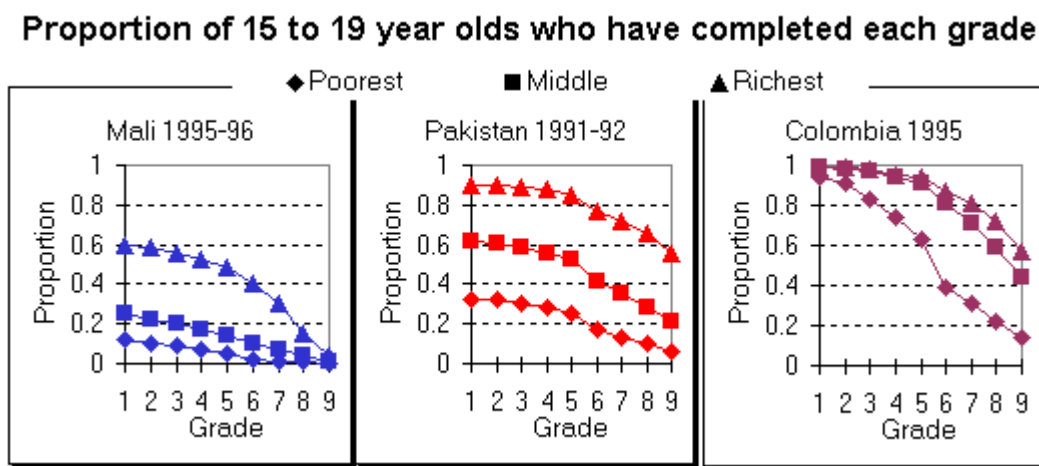 Proportion of 15 to 19 year olds who have completed each grade
Poorest Middle Richest
Mali 1995-96
Proportion
1
0.8
0.6
0.4
0.2
0
1 2 3 4 5 6 7 8 9
Grade
Pakistan 1991-92
Proportion
1
0.8
0.6
0.4
0.2
0
1 2 3 4 5 6 7 8 9
Grade
Colombia 1995
Proportion
1
0.8
0.6
0.4
0.2
0
1 2 3 4 5 6 7 8 9
Grade